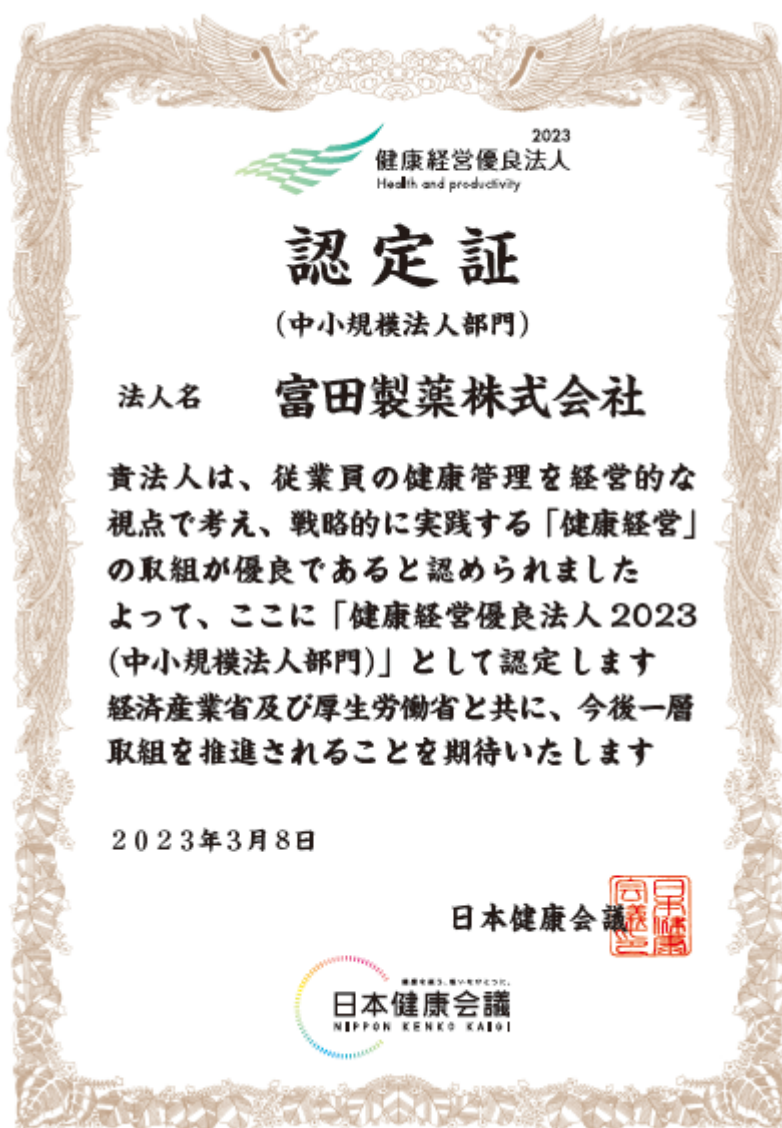 2023
健康経営優良法人
Health and productivity
認定証
(中小規模法人部門)
法人名 富田製薬株式会社
貴法人は、従業員の健康管理を経営的な
視点で考え、戦略的に実践する「健康経営」
の取組が優良であると認められました
よって、ここに「健康経営優良法人2023
(中小規模法人部門)」として認定します
経済産業省及び厚生労働省と共に、今後一層
取組を推進されることを期待いたします
2023年3月8日
日本健康会議
日本健康会議
NIPPON KENKO KAIGI